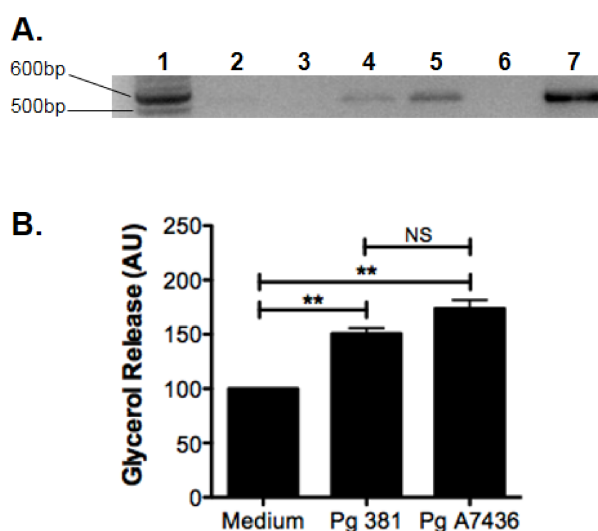 A.
1 2 3 4 5 6 7
600bp
500bp
B.
Glycerol Release (AU)
250
200
150
100
50
0
NS
**
**
Medium Pg 381 Pg A7436